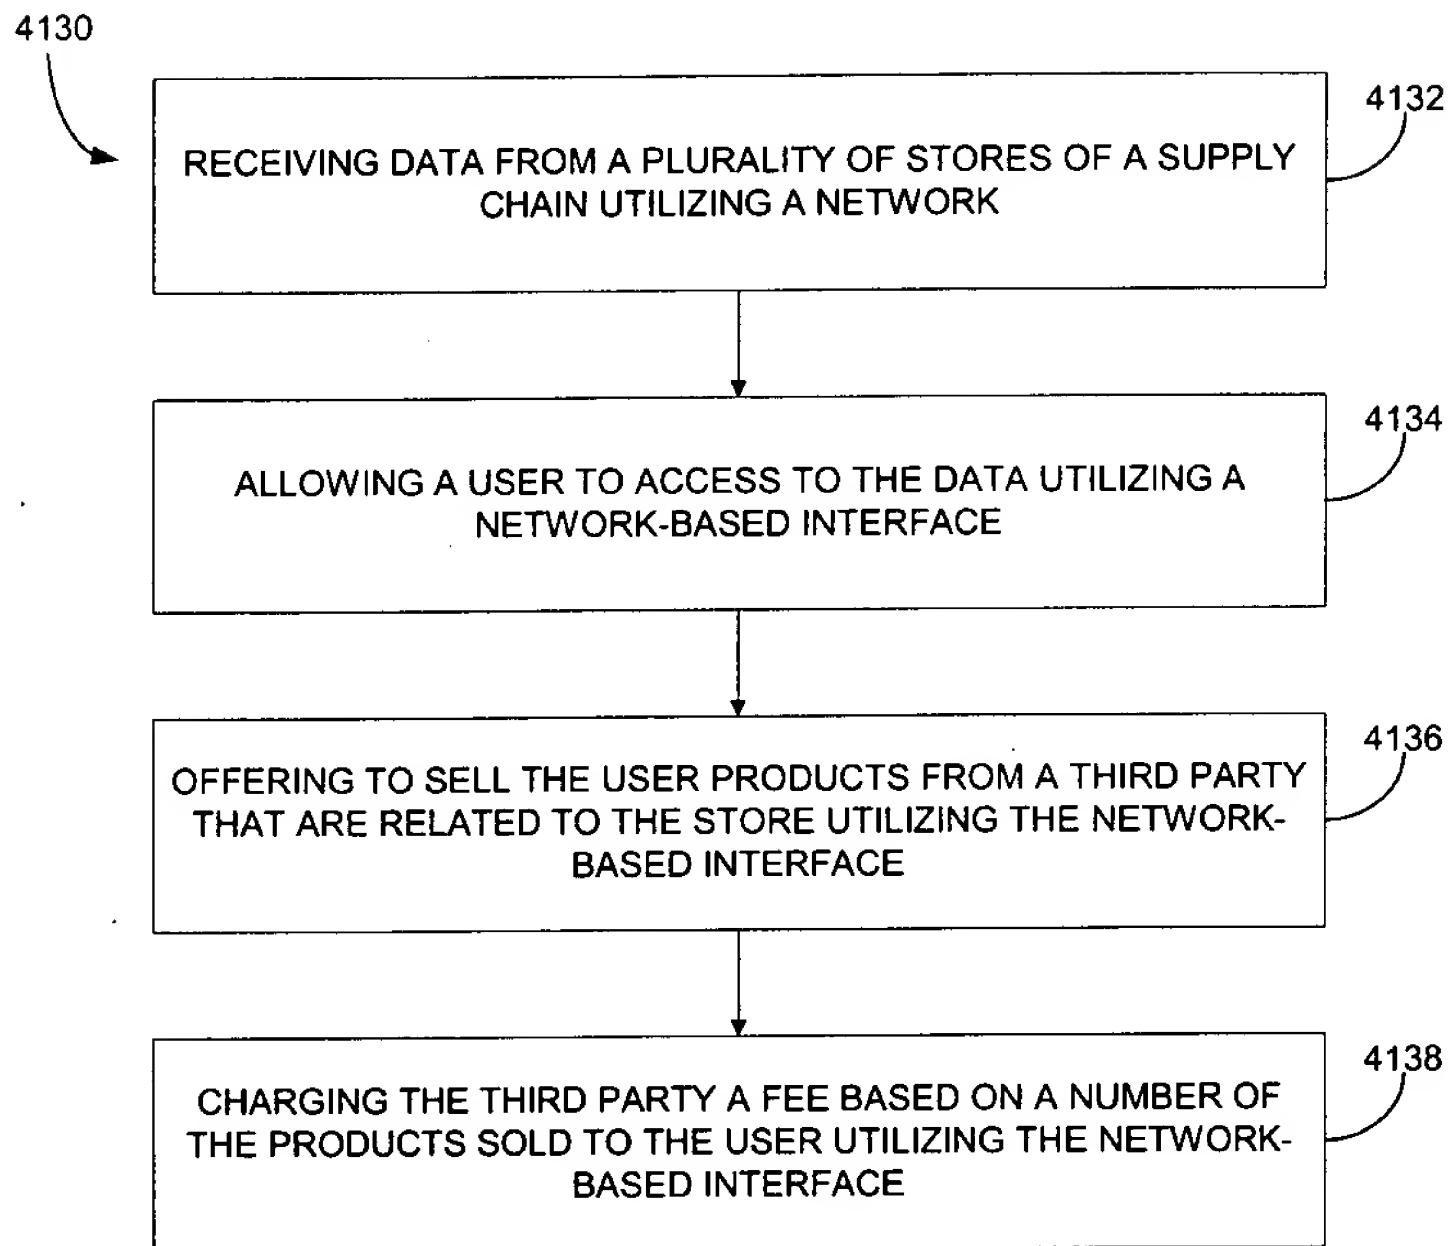 4130
4132
RECEIVING DATA FROM A PLURALITY OF STORES OF A SUPPLY
CHAIN UTILIZING A NETWORK
4134
ALLOWING A USER TO ACCESS TO THE DATA UTILIZING A
NETWORK-BASED INTERFACE
4136
OFFERING TO SELL THE USER PRODUCTS FROM A THIRD PARTY
THAT ARE RELATED TO THE STORE UTILIZING THE NETWORK-
BASED INTERFACE
4138
CHARGING THE THIRD PARTY A FEE BASED ON A NUMBER OF
THE PRODUCTS SOLD TO THE USER UTILIZING THE NETWORK-
BASED INTERFACE